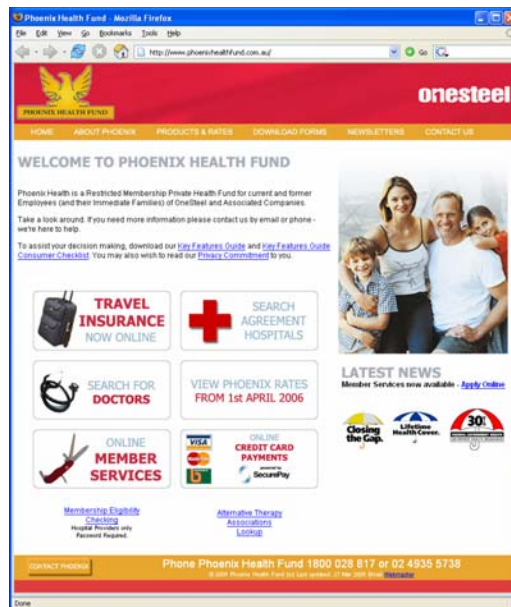 Phoenix Health Fund - Mozilla Firefox
File Edit View Go Bookmarks Tools Help
http://www.phoenixhealthfund.com.au/
Go
PHOENIX HEALTH FUND
onesteel
HOME ABOUT PHOENIX PRODUCTS & RATES DOWNLOAD FORMS NEWSLETTERS CONTACT US
WELCOME TO PHOENIX HEALTH FUND
Phoenix Health is a Restricted Membership Private Health Fund for current and former
Employees (and their Immediate Families) of OneSteel and Associated Companies.
Take a look around. If you need more information please contact us by email or phone -
we're here to help.
To assist your decision making, download our Key Features Guide and Key Features Guide
Consumer Checklist. You may also wish to read our Privacy Commitment to you.
TRAVEL
INSURANCE
NOW ONLINE
SEARCH
AGREEMENT
HOSPITALS
SEARCH FOR
DOCTORS
VIEW PHOENIX RATES
FROM 1st APRIL 2006
ONLINE
MEMBER
SERVICES
VISA
MasterCard
ONLINE
CREDIT CARD
PAYMENTS
powered by
SecurePay
LATEST NEWS
Member Services now available - Apply Online
Closing
the Gap.
Lifetime
Health Cover.
30%
Membership Eligibility
Checking
Hospital Providers only
Password Required.
Alternative Therapy
Associations
Lookup
CONTACT PHOENIX
Phone Phoenix Health Fund 1800
028 817 or 02 4935 5738
Webmaster
Done